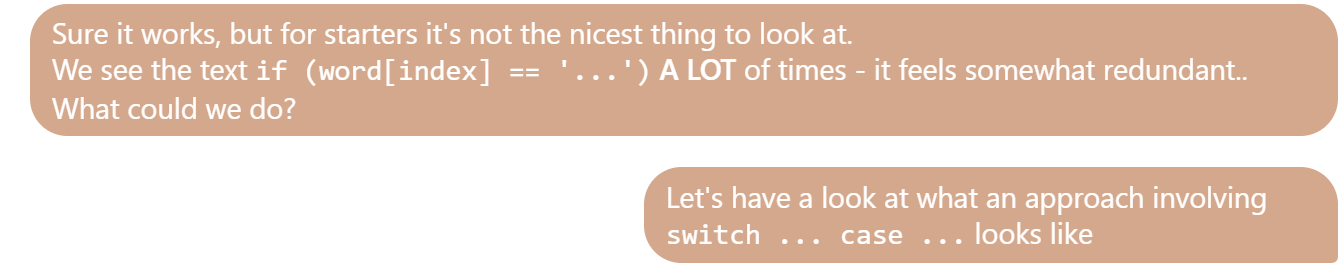 Sure it works, but for starters it's not the nicest thing to look at.
We see the text if (word[index] == '...') A LOT of times - it feels somewhat redundant..
What could we do?
Let's have a look at what an approach involving
switch ... case ... looks like